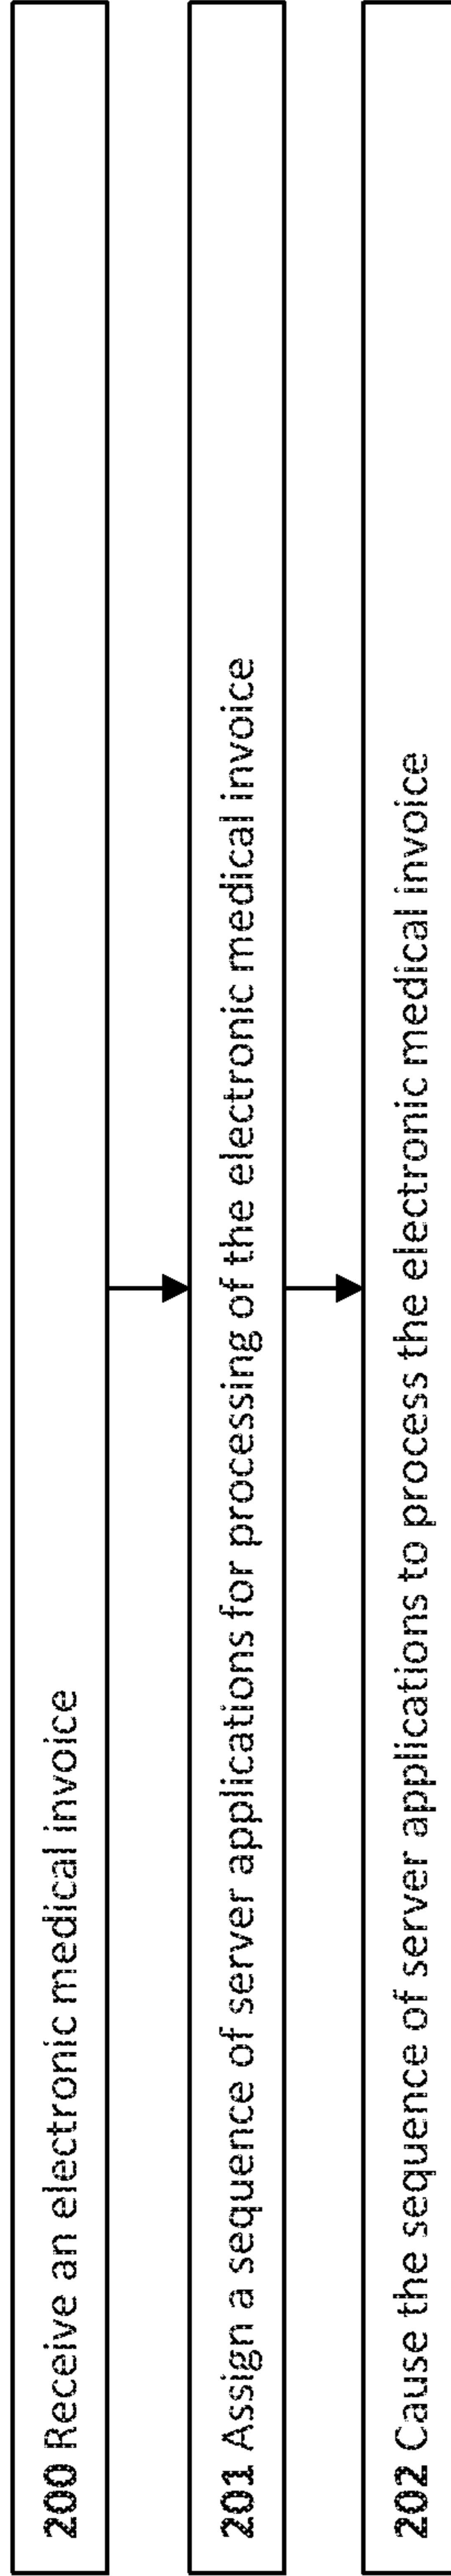 200 Receive an electronic medical invoice
201 Assign a sequence of server applications for processing of the electronic medical invoice
202 Cause the sequence of server applications to process the electronic medical invoice